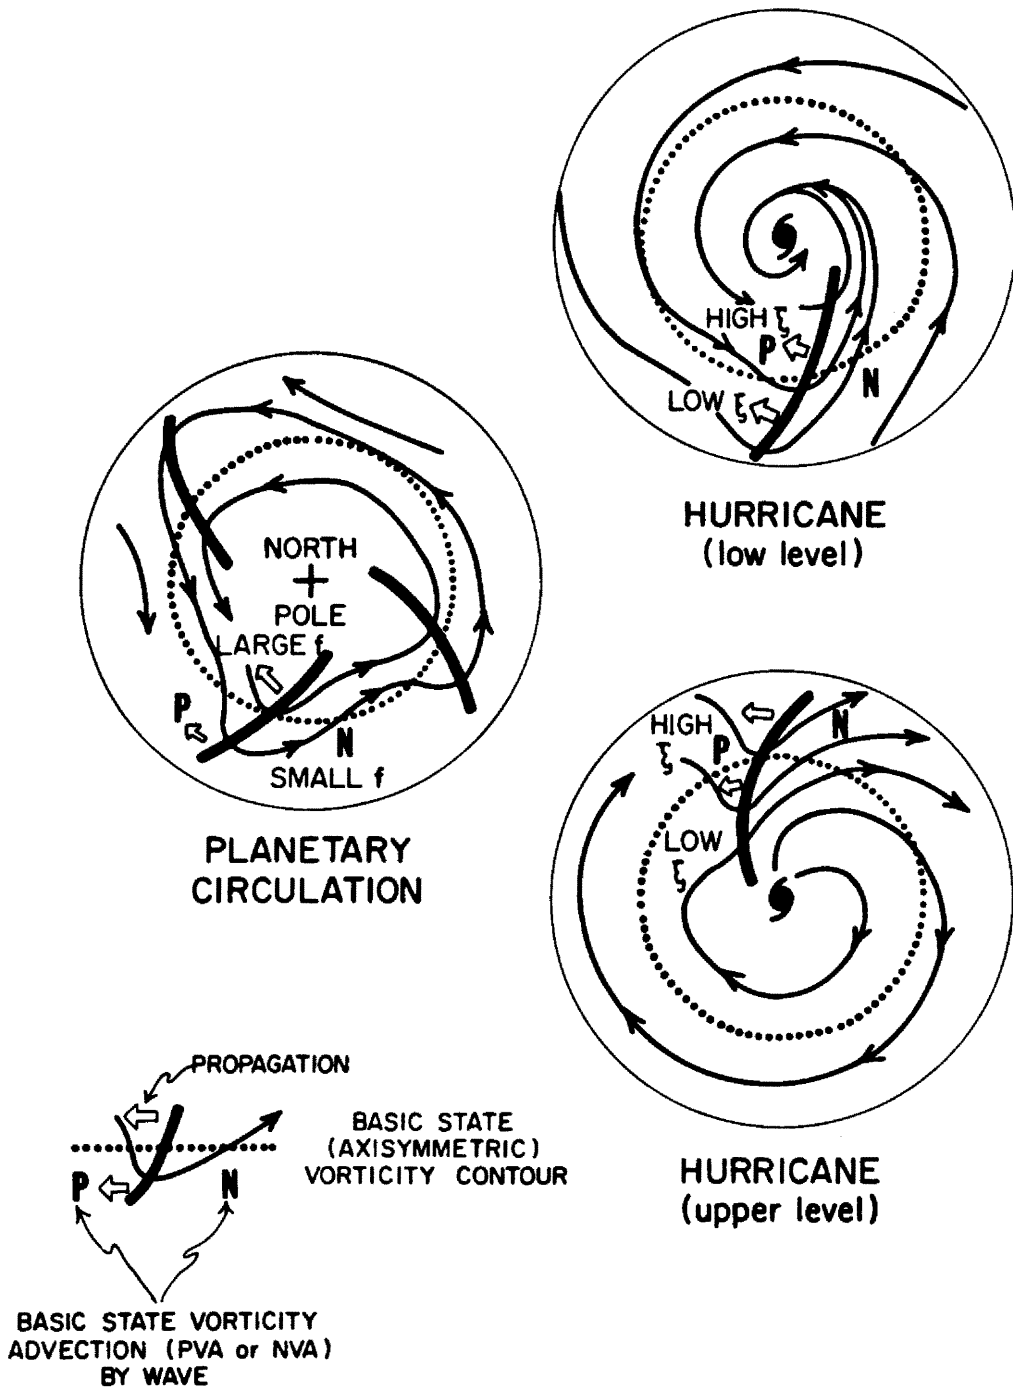 HIGH ξ
P
N
LOW ξ
HURRICANE
(low level)
NORTH
POLE
LARGE f
P
N
SMALL f
PLANETARY
CIRCULATION
HIGH
ξ
P
N
LOW
ξ
HURRICANE
(upper level)
PROPAGATION
P
N
BASIC STATE
(AXISYMMETRIC)
VORTICITY CONTOUR
BASIC STATE VORTICITY
ADVECTION (PVA or NVA)
BY WAVE